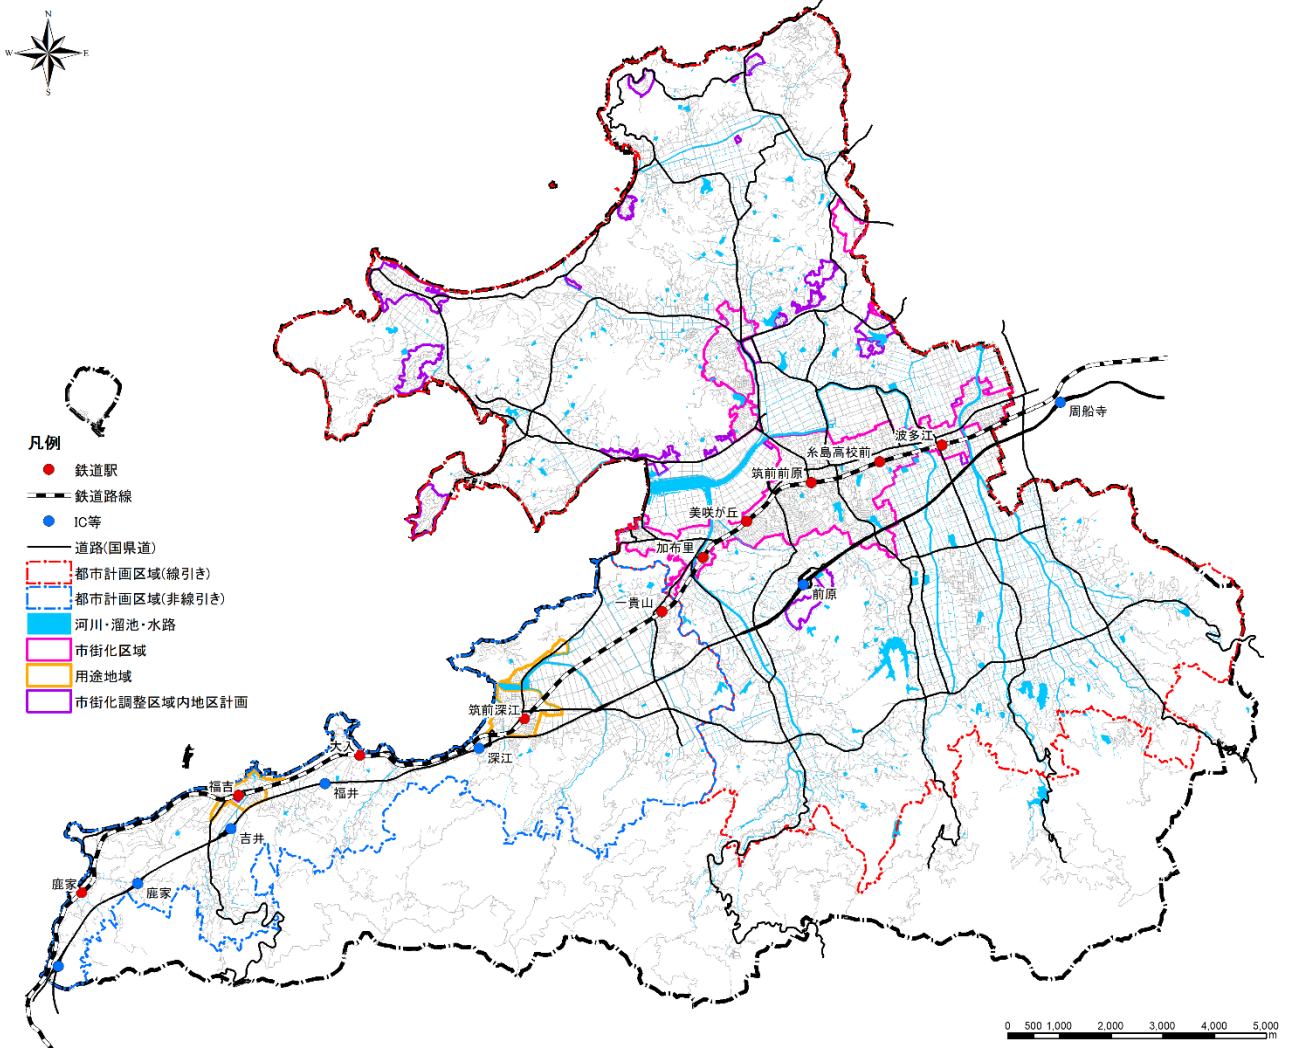 N
W
E
S
凡例
鉄道駅
鉄道路線
IC等
道路(国県道)
都市計画区域(線引き)
都市計画区域(非線引き)
河川・溜池・水路
市街化区域
用途地域
市街化調整区域内地区計画
周船寺
波多江
糸島高校前
筑前前原
美咲が丘
加布里
一貴山
前原
筑前深江
深江
大入
福井
福吉
吉井
鹿家
鹿家
0 500 1,000 2,000 3,000 4,000 5,000
m